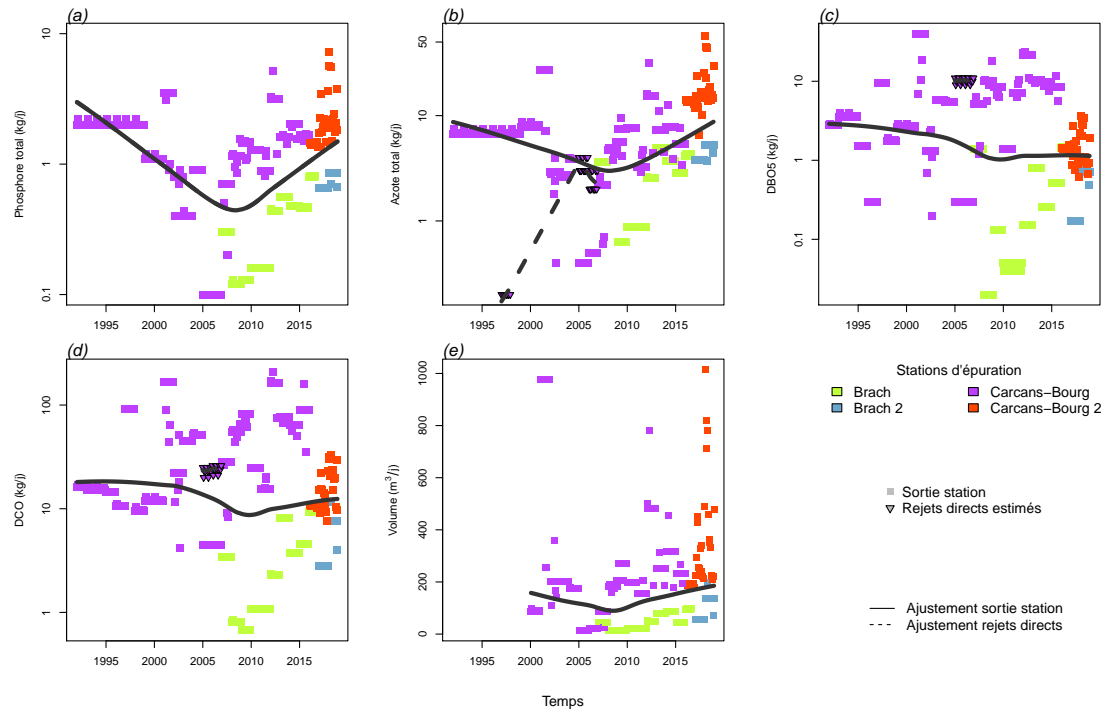 (a)
Phosphore total (kg/j)
10
1
0.1
1995 2000 2005 2010 2015
(b)
Azote total (kg/j)
50
10
1
1995 2000 2005 2010 2015
(c)
DBO5 (kg/j)
10
1
0.1
1995 2000 2005 2010 2015
(d)
DCO (kg/j)
100
10
1
1995 2000 2005 2010 2015
(e)
Volume (m³/j)
1000
800
600
400
200
0
1995 2000 2005 2010 2015
Stations d'épuration
Brach
Carcans−Bourg
Brach 2
Carcans−Bourg 2
Sortie station
Rejets directs estimés
Ajustement sortie station
Ajustement rejets directs
Temps